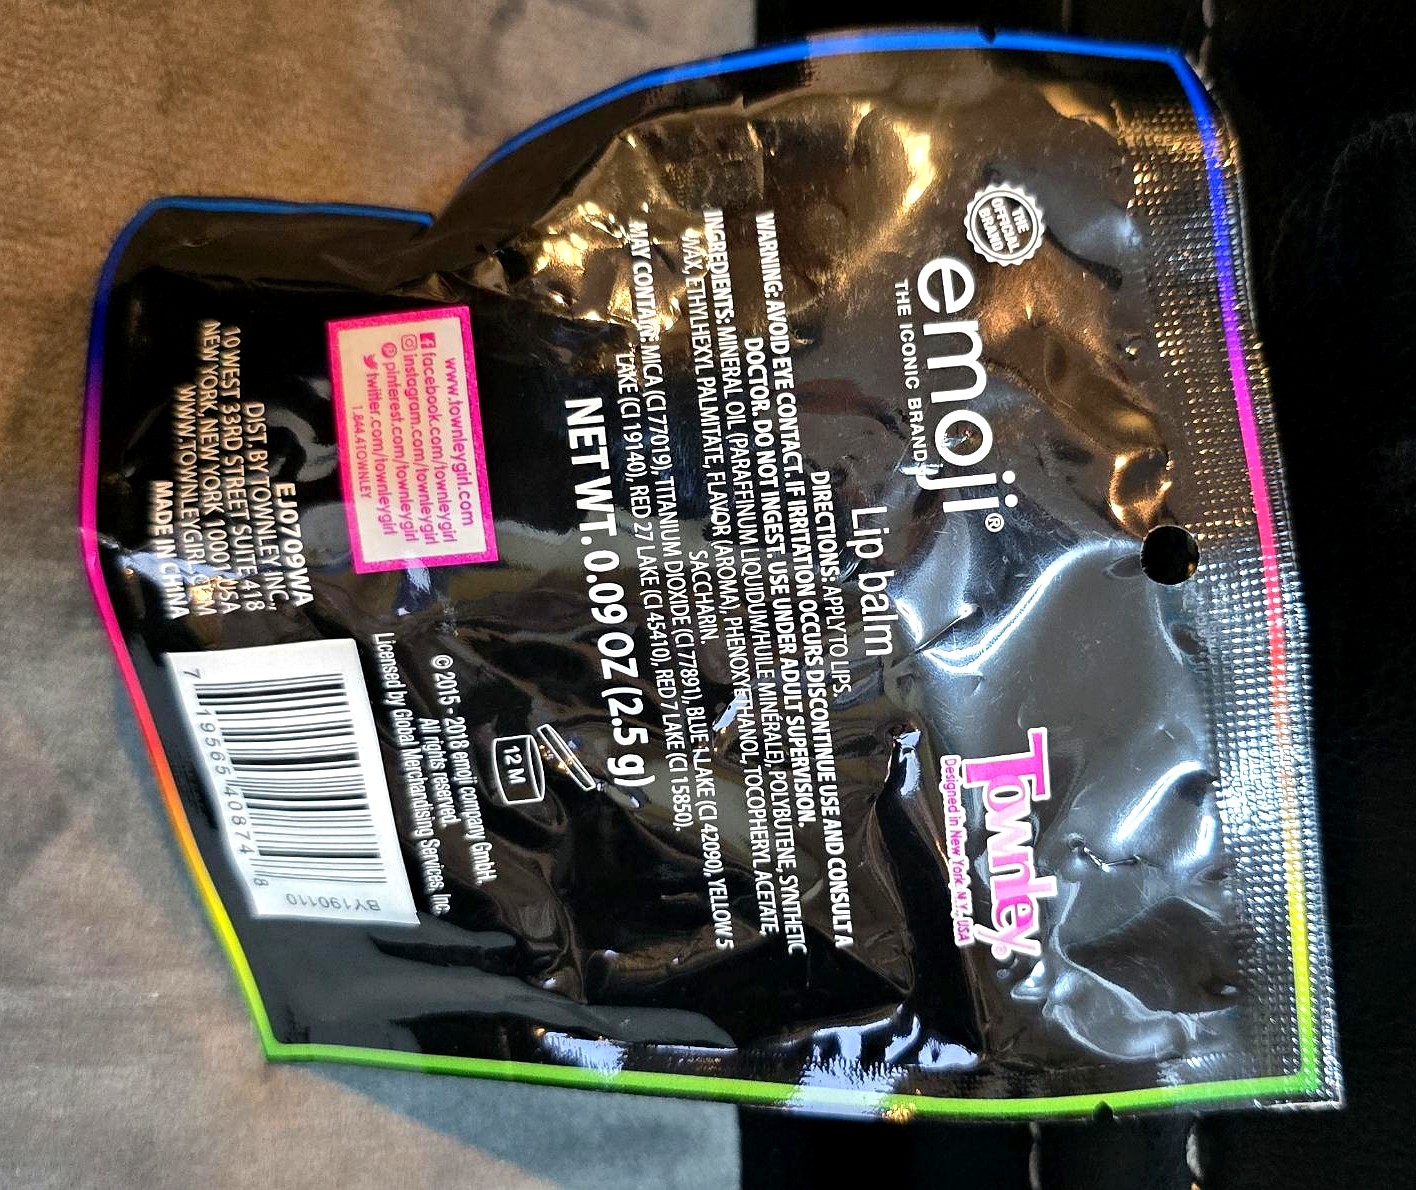 THE
OFFICIAL
BRAND
emoji®
THE ICONIC BRAND
Townley®
Designed in New York, N.Y., USA
Lip balm
DIRECTIONS: APPLY TO LIPS.
WARNING: AVOID EYE CONTACT. IF IRRITATION OCCURS DISCONTINUE USE AND CONSULT A
DOCTOR. DO NOT INGEST. USE UNDER ADULT SUPERVISION.
INGREDIENTS: MINERAL OIL (PARAFFINUM LIQUIDUM/HUILE MINÉRALE), POLYBUTENE, SYNTHETIC
WAX, ETHYLHEXYL PALMITATE, FLAVOR (AROMA), PHENOXYETHANOL, TOCOPHERYL ACETATE,
SACCHARIN.
MAY CONTAIN: MICA (CI 77019), TITANIUM DIOXIDE (CI 77891), BLUE 1 LAKE (CI 42090), YELLOW 5
LAKE (CI 19140), RED 27 LAKE (CI 45410), RED 7 LAKE (CI 15850).
NET WT. 0.09 OZ (2.5 g)
12 M
www.townleygirl.com
facebook.com/townleygirl
instagram.com/townleygirl
pinterest.com/townleygirl
twitter.com/townleygirl
1.844.4TOWNLEY
© 2015 - 2018 emoji company GmbH.
All rights reserved.
Licensed by Global Merchandising Services, Inc.
EJ0709WA
DIST. BY TOWNLEY INC.,
10 WEST 33RD STREET SUITE 418
NEW YORK, NEW YORK 10001 USA
WWW.TOWNLEYGIRL.COM
MADE IN CHINA
BY190110
7 19565 40874 8